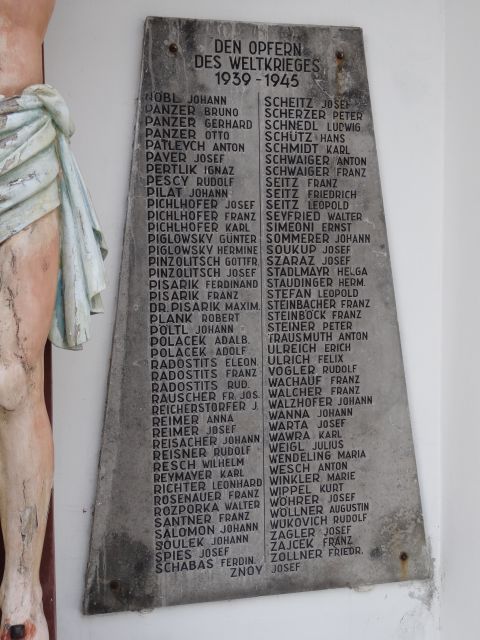 DEN OPFERN
DES WELTKRIEGES
1939-1945
NOBL JOHANN
PANZER BRUNO
PANZER GERHARD
PANZER OTTO
PATLEYCH ANTON
PAVER JOSEF
PERTLIK IGNAZ
PESCY RUDOLF
PILAT JOHANN
PICHLHOFER JOSEF
PICHLHOFER FRANZ
PICHLHOFER KARL
PIGLOWSKY GÜNTER
PIGLOWSKY HERMINE
PINZOLITSCH GOTTFR.
PINZOLITSCH JOSEF
PISARIK FERDINAND
PISARIK FRANZ
DR. PISARIK MAXIM.
PLANK ROBERT
PÖLTL JOHANN
POLACEK ADALB.
POLACEK ADOLF
RADOSTITS ELEON.
RADOSTITS FRANZ
RADOSTITS RUD.
RAUSCHER FR. JOS.
REICHERSTORFER J.
REIMER ANNA
REIMER JOSEF
REISACHER JOHANN
REISNER RUDOLF
RESCH WILHELM
REYMAYER KARL
RICHTER LEONHARD
ROSENAUER FRANZ
ROZPORKA WALTER
SANTNER FRANZ
SALOMON JOHANN
SOULEK JOHANN
SPIES JOSEF
SCHABAS FERDIN.
SCHEITZ JOSEF
SCHERZER PETER
SCHNEDL LUDWIG
SCHÜTZ HANS
SCHMIDT KARL
SCHWAIGER ANTON
SCHWAIGER FRANZ
SEITZ FRANZ
SEITZ FRIEDRICH
SEITZ LEOPOLD
SEYFRIED WALTER
SIMEONI ERNST
SOMMERER JOHANN
SOUKUP JOSEF
SZARAZ JOSEF
STADLMAYR HELGA
STAUDINGER HERM.
STEFAN LEOPOLD
STEINBACHER FRANZ
STEINBÖCK FRANZ
STEINER PETER
TRAUSMUTH ANTON
ULREICH ERICH
ULRICH FELIX
VOGLER RUDOLF
WACHAUF FRANZ
WALCHER FRANZ
WALZHOFER JOHANN
WANNA JOHANN
WARTA JOSEF
WAWRA KARL
WEIGL JULIUS
WENDELING MARIA
WESCH ANTON
WINKLER MARIE
WIPPEL KURT
WÖHRER JOSEF
WÖLLNER AUGUSTIN
WUKOVICH RUDOLF
ZAGLER JOSEF
ZAJCEK FRANZ
ZÖLLNER FRIEDR.
ZNOY JOSEF